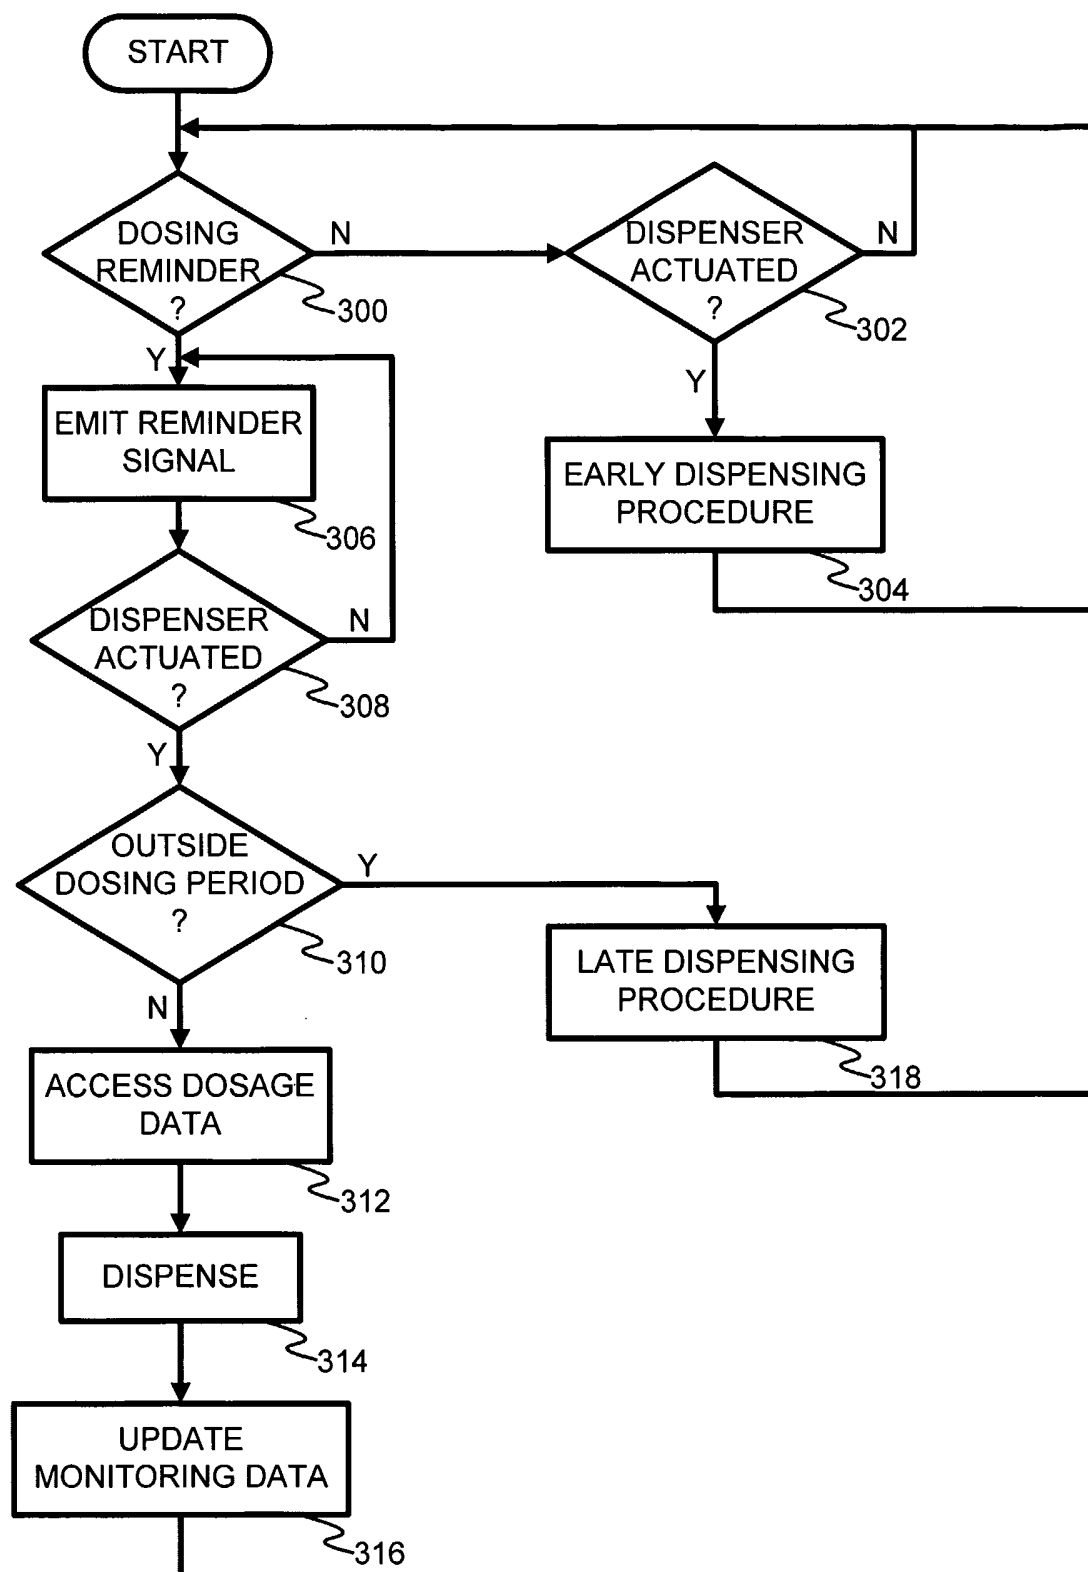 START
DOSING
REMINDER
?
300
N
Y
DISPENSER
ACTUATED
?
302
N
Y
EMIT REMINDER
SIGNAL
306
EARLY DISPENSING
PROCEDURE
304
DISPENSER
ACTUATED
?
308
N
Y
OUTSIDE
DOSING PERIOD
?
310
Y
N
LATE DISPENSING
PROCEDURE
318
ACCESS DOSAGE
DATA
312
DISPENSE
314
UPDATE
MONITORING DATA
316